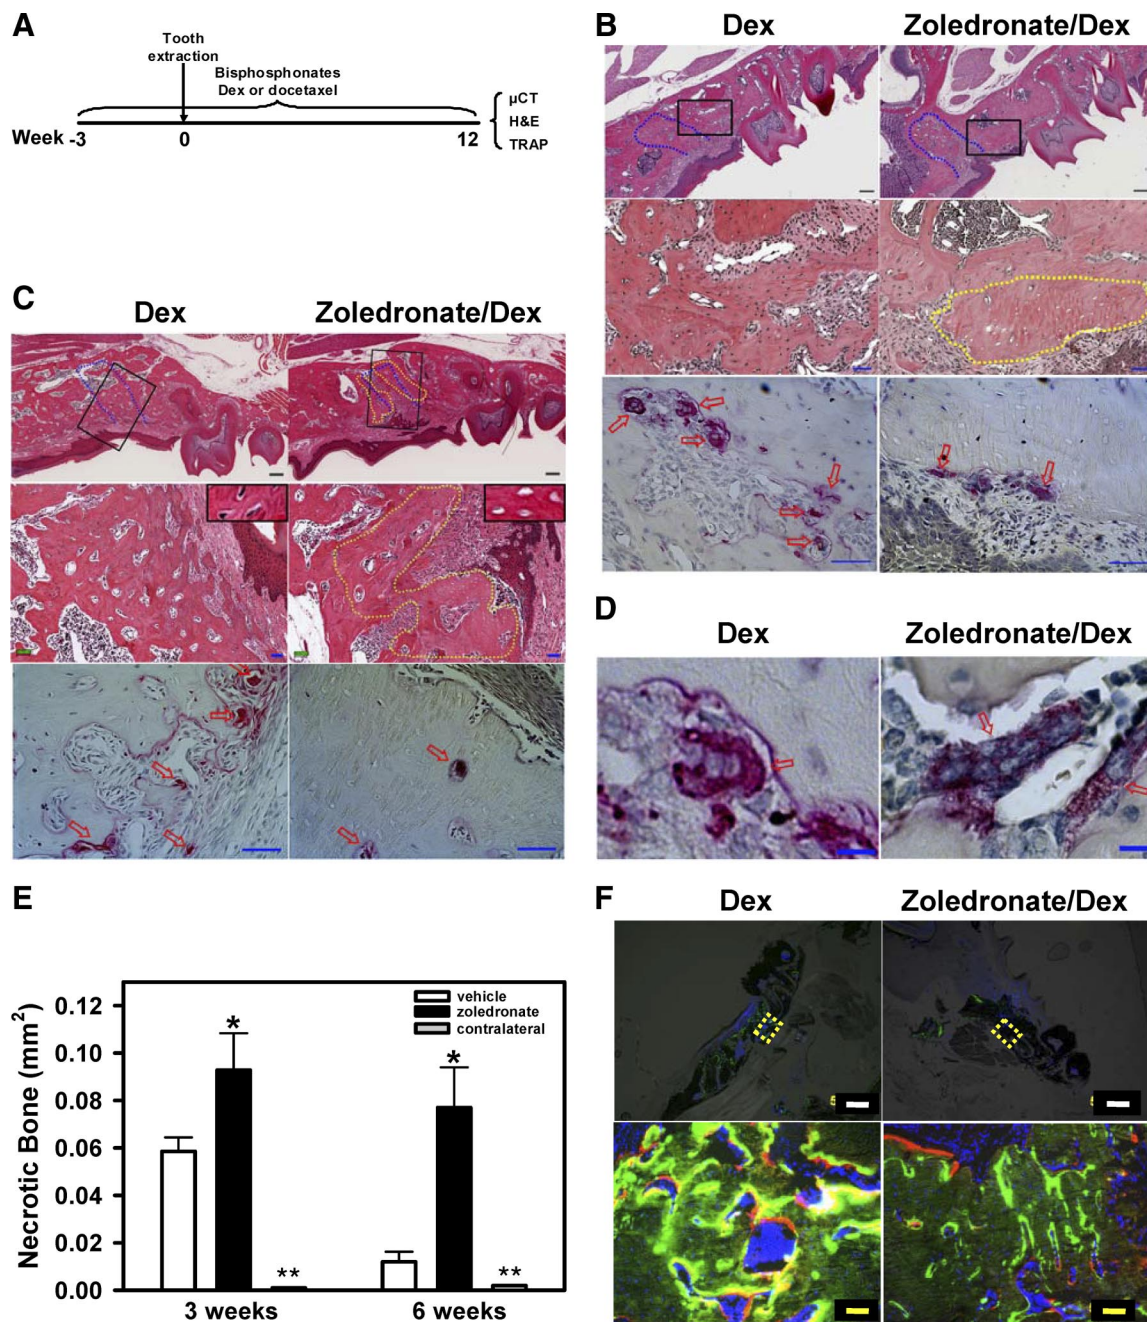 A
Tooth
extraction
Bisphosphonates
Dex or docetaxel
Week -3
0
12
µCT
H&E
TRAP
B
Dex
Zoledronate/Dex
C
Dex
Zoledronate/Dex
D
Dex
Zoledronate/Dex
E
Necrotic Bone (mm²)
0.12
0.10
0.08
0.06
0.04
0.02
0.00
vehicle
zoledronate
contralateral
*
*
**
**
3 weeks
6 weeks
F
Dex
Zoledronate/Dex